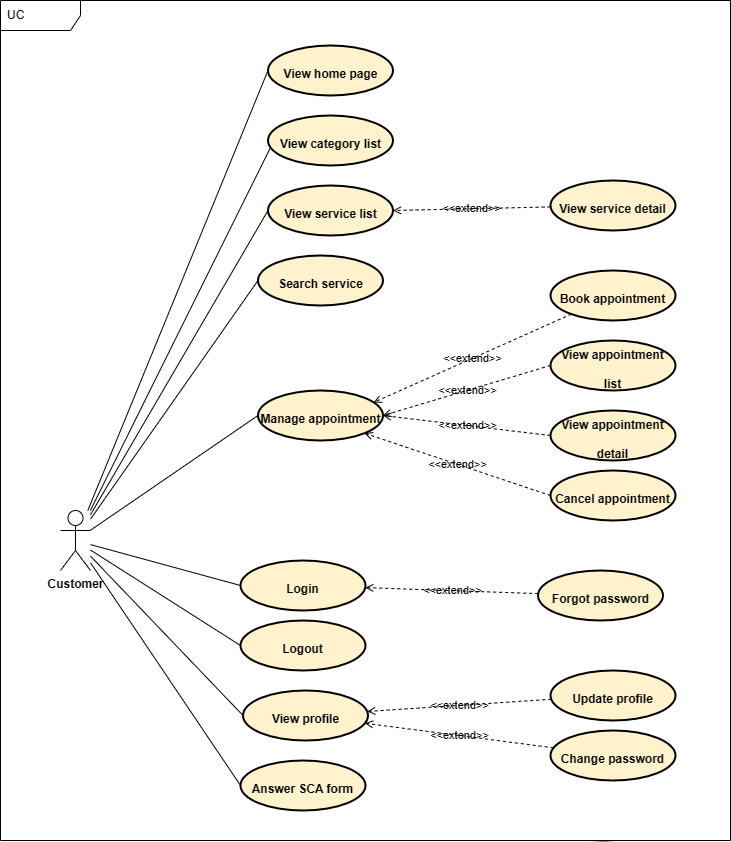 UC
View home page
View category list
View service list
<<extend>>
View service detail
Search service
Book appointment
<<extend>>
View appointment
list
<<extend>>
Manage appointment
<<extend>>
View appointment
detail
<<extend>>
Cancel appointment
Customer
Login
<<extend>>
Forgot password
Logout
View profile
<<extend>>
Update profile
<<extend>>
Change password
Answer SCA form